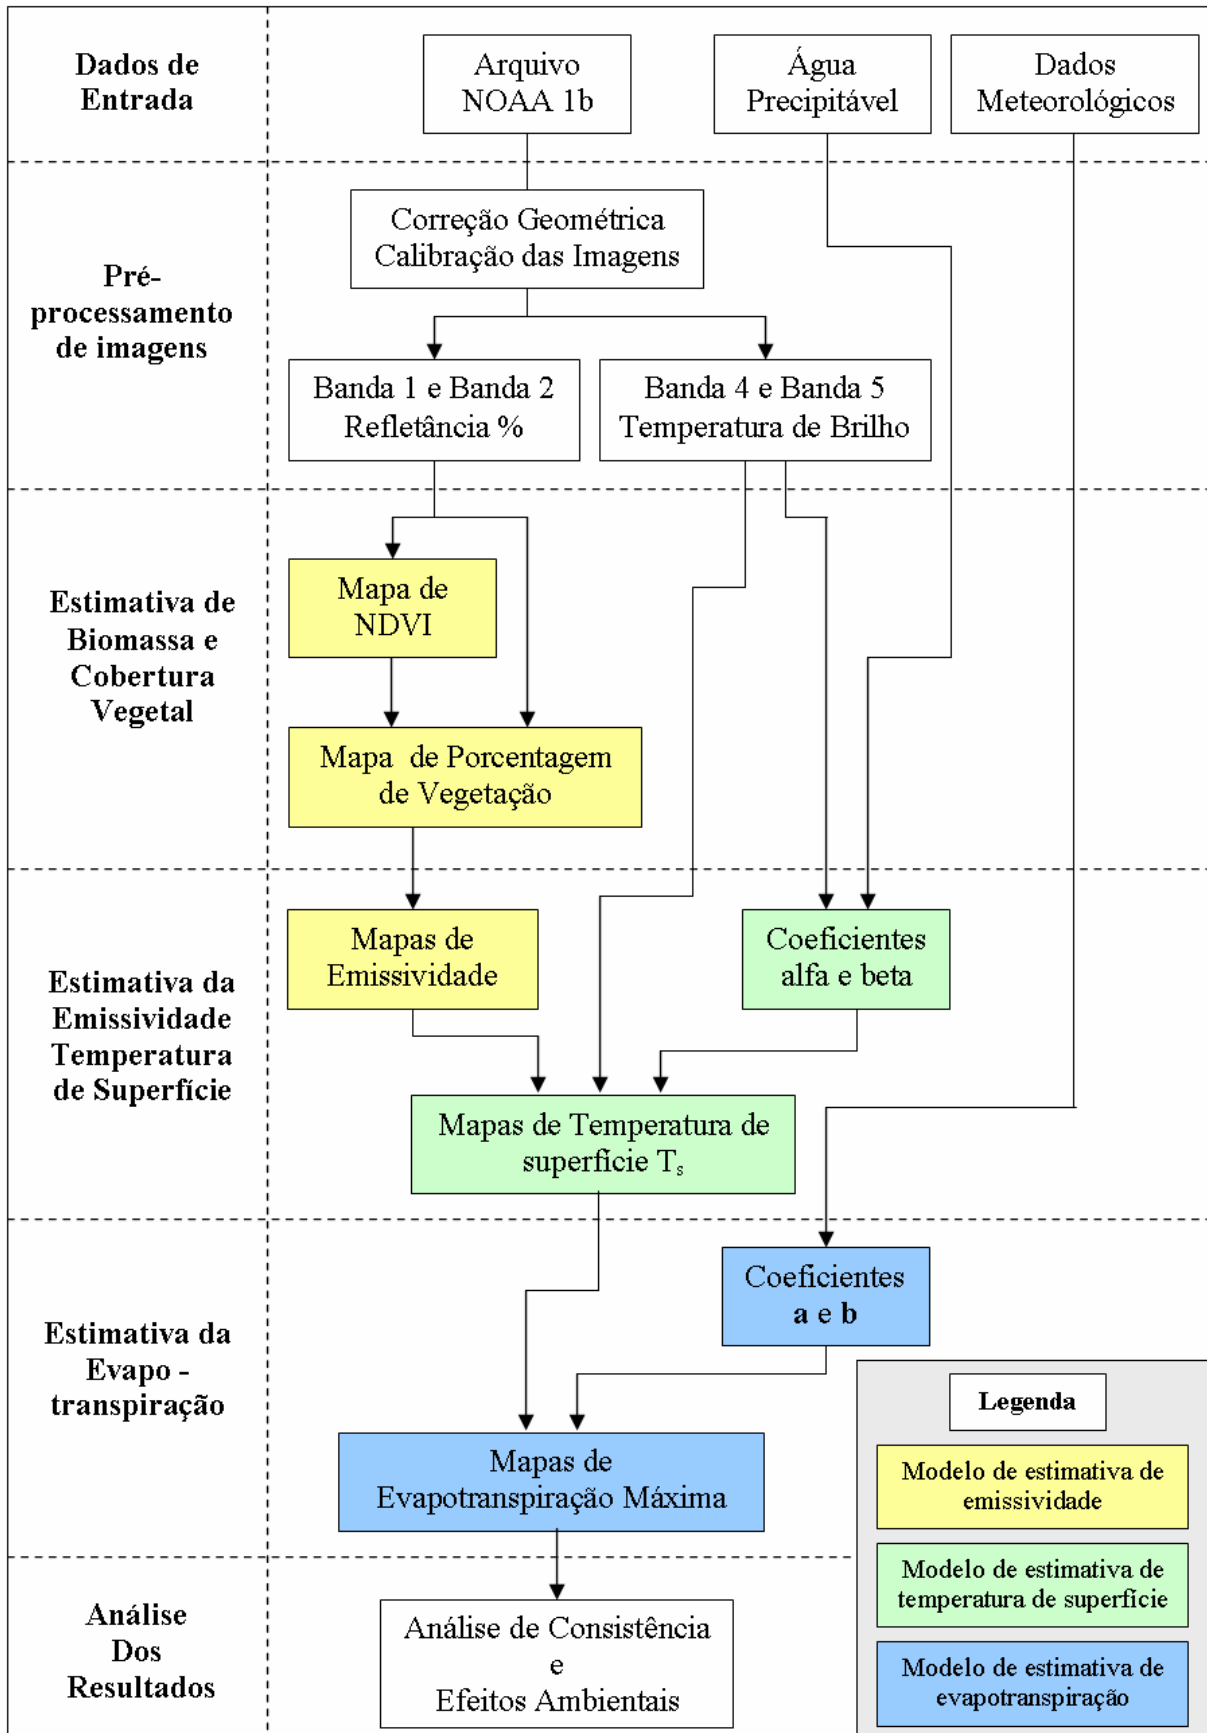 Dados de
Entrada
Arquivo
NOAA 1b
Água
Precipitável
Dados
Meteorológicos
Pré-
processamento
de imagens
Correção Geométrica
Calibração das Imagens
Banda 1 e Banda 2
Refletância %
Banda 4 e Banda 5
Temperatura de Brilho
Estimativa de
Biomassa e
Cobertura
Vegetal
Mapa de
NDVI
Mapa de Porcentagem
de Vegetação
Estimativa da
Emissividade
Temperatura
de Superfície
Mapas de
Emissividade
Coeficientes
alfa e beta
Mapas de Temperatura de
superfície Ts
Estimativa da
Evapo -
transpiração
Coeficientes
a e b
Mapas de
Evapotranspiração Máxima
Legenda
Modelo de estimativa de
emissividade
Modelo de estimativa de
temperatura de superfície
Modelo de estimativa de
evapotranspiração
Análise
Dos
Resultados
Análise de Consistência
e
Efeitos Ambientais